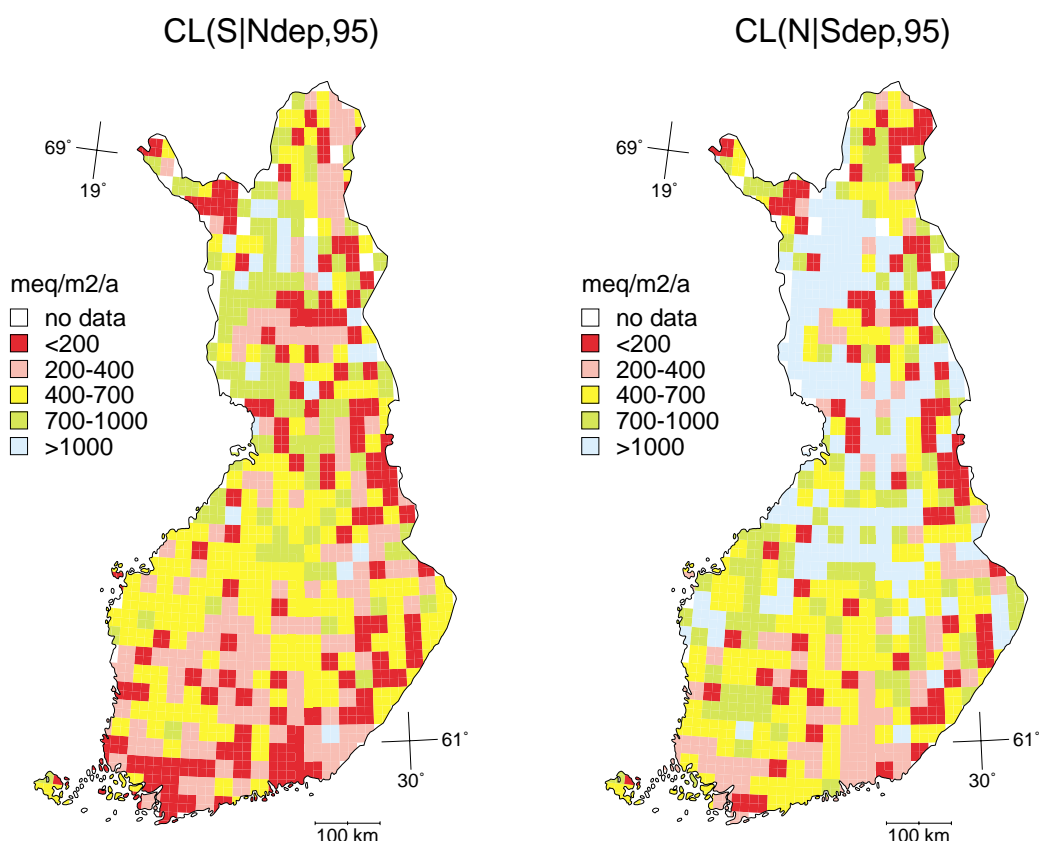 CL(S|Ndep,95)
69°
19°
meq/m2/a
no data
<200
200-400
400-700
700-1000
>1000
61°
30°
100 km
CL(N|Sdep,95)
69°
19°
meq/m2/a
no data
<200
200-400
400-700
700-1000
>1000
61°
30°
100 km